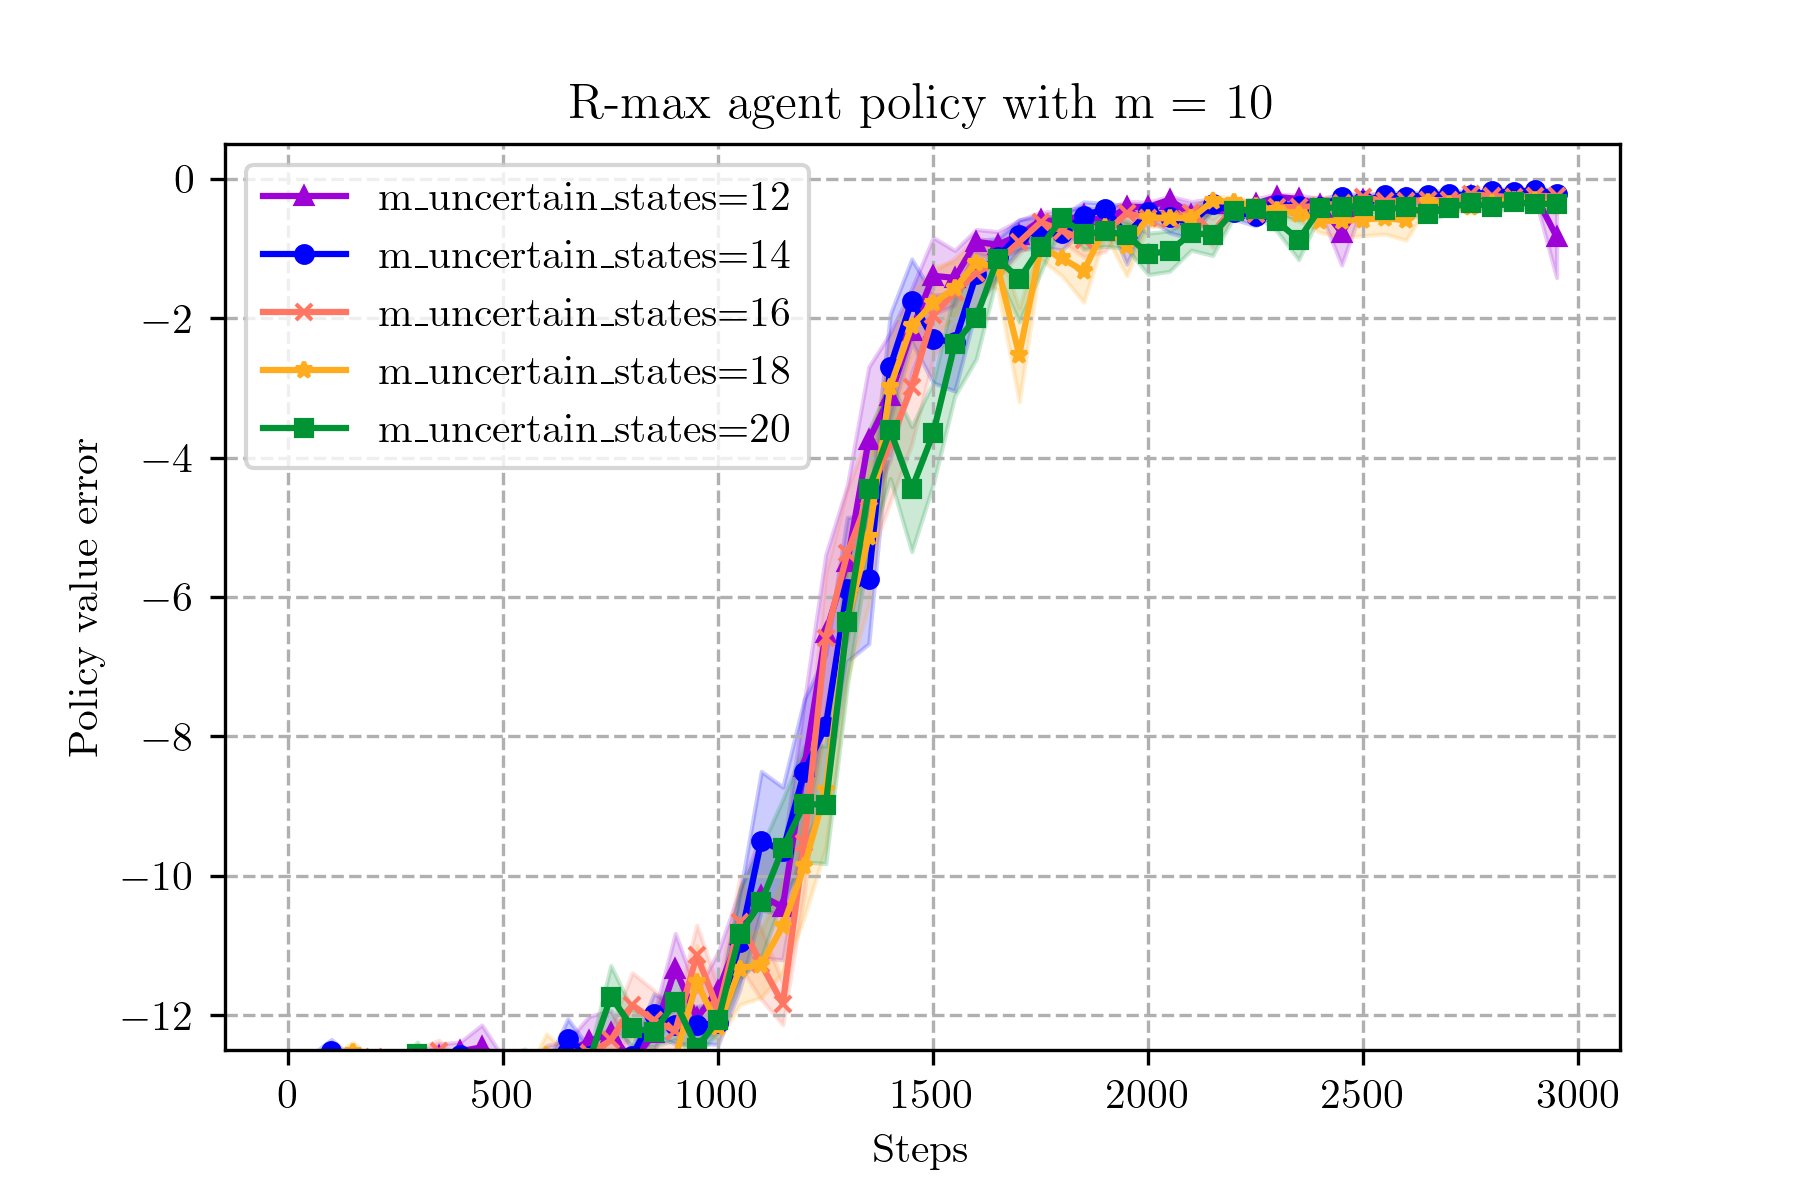 R-max agent policy with m = 10
m_uncertain_states=12
m_uncertain_states=14
m_uncertain_states=16
m_uncertain_states=18
m_uncertain_states=20
Policy value error
0
−2
−4
−6
−8
−10
−12
0 500 1000 1500 2000 2500 3000
Steps